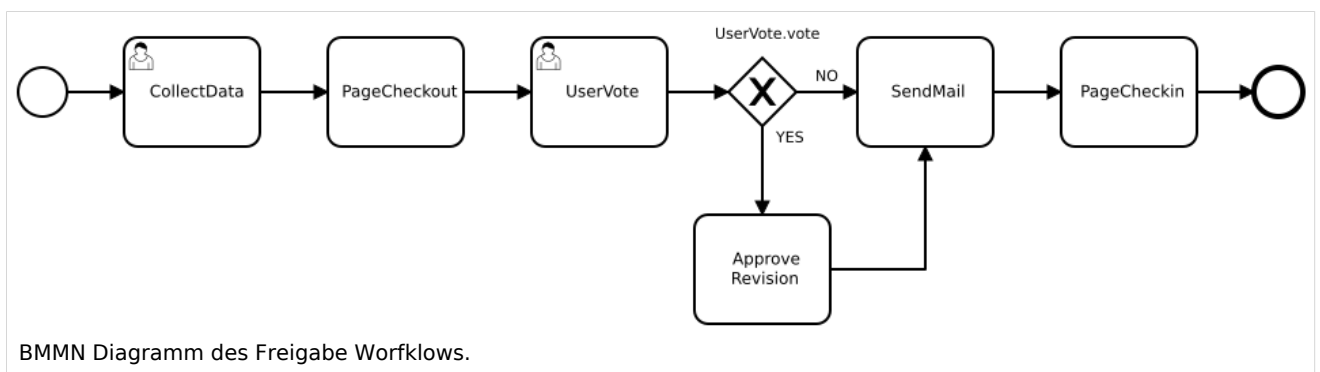 UserVote.vote
CollectData
PageCheckout
UserVote
NO
SendMail
PageCheckin
YES
Approve
Revision
BMMN Diagramm des Freigabe Worfklows.